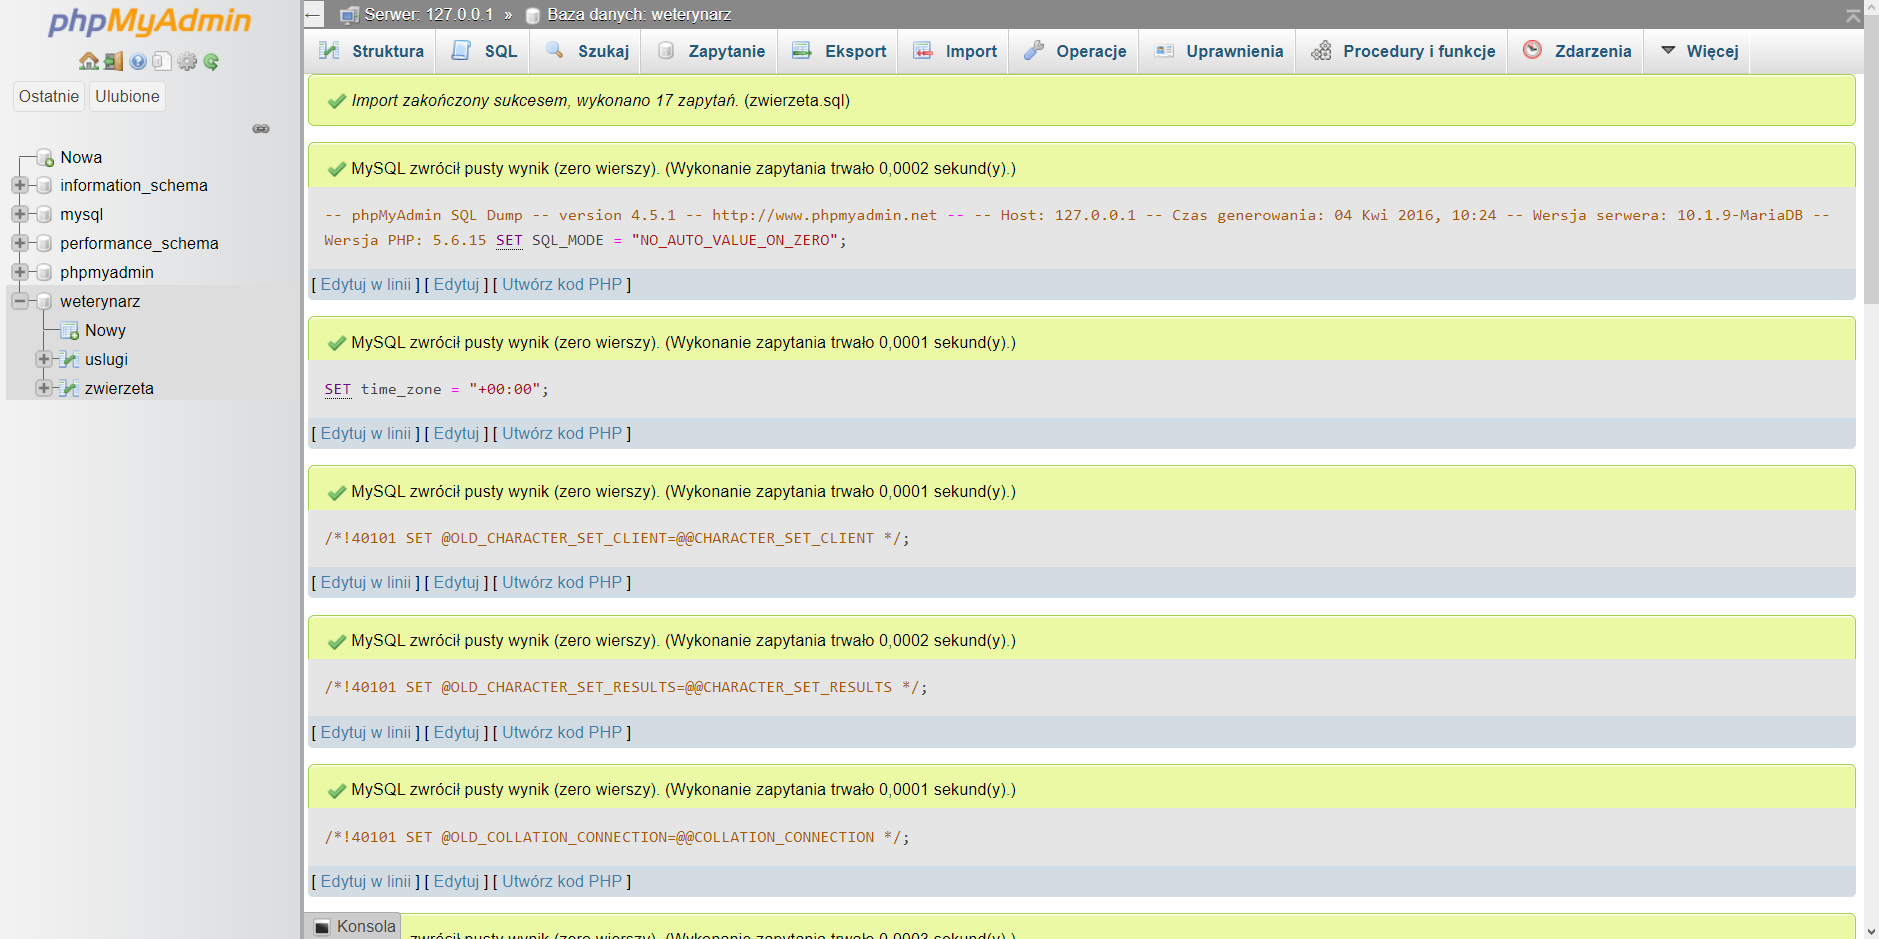 phpMyAdmin
Ostatnie Ulubione
Nowa
information_schema
mysql
performance_schema
phpmyadmin
weterynarz
Nowy
uslugi
zwierzeta
← Serwer: 127.0.0.1 » Baza danych: weterynarz
Struktura SQL Szukaj Zapytanie Eksport Import Operacje Uprawnienia Procedury i funkcje Zdarzenia Więcej
Import zakończony sukcesem, wykonano 17 zapytań. (zwierzeta.sql)
MySQL zwrócił pusty wynik (zero wierszy). (Wykonanie zapytania trwało 0,0002 sekund(y).)
-- phpMyAdmin SQL Dump -- version 4.5.1 -- http://www.phpmyadmin.net -- -- Host: 127.0.0.1 -- Czas generowania: 04 Kwi 2016, 10:24 -- Wersja serwera: 10.1.9-MariaDB --
Wersja PHP: 5.6.15 SET SQL_MODE = "NO_AUTO_VALUE_ON_ZERO";
[ Edytuj w linii ] [ Edytuj ] [ Utwórz kod PHP ]
MySQL zwrócił pusty wynik (zero wierszy). (Wykonanie zapytania trwało 0,0001 sekund(y).)
SET time_zone = "+00:00";
[ Edytuj w linii ] [ Edytuj ] [ Utwórz kod PHP ]
MySQL zwrócił pusty wynik (zero wierszy). (Wykonanie zapytania trwało 0,0001 sekund(y).)
/*!40101 SET @OLD_CHARACTER_SET_CLIENT=@@CHARACTER_SET_CLIENT */;
[ Edytuj w linii ] [ Edytuj ] [ Utwórz kod PHP ]
MySQL zwrócił pusty wynik (zero wierszy). (Wykonanie zapytania trwało 0,0002 sekund(y).)
/*!40101 SET @OLD_CHARACTER_SET_RESULTS=@@CHARACTER_SET_RESULTS */;
[ Edytuj w linii ] [ Edytuj ] [ Utwórz kod PHP ]
MySQL zwrócił pusty wynik (zero wierszy). (Wykonanie zapytania trwało 0,0001 sekund(y).)
/*!40101 SET @OLD_COLLATION_CONNECTION=@@COLLATION_CONNECTION */;
[ Edytuj w linii ] [ Edytuj ] [ Utwórz kod PHP ]
Konsola
zwrócił pusty wynik (zero wierszy). (Wykonanie zapytania trwało 0,0003 sekund(y).)